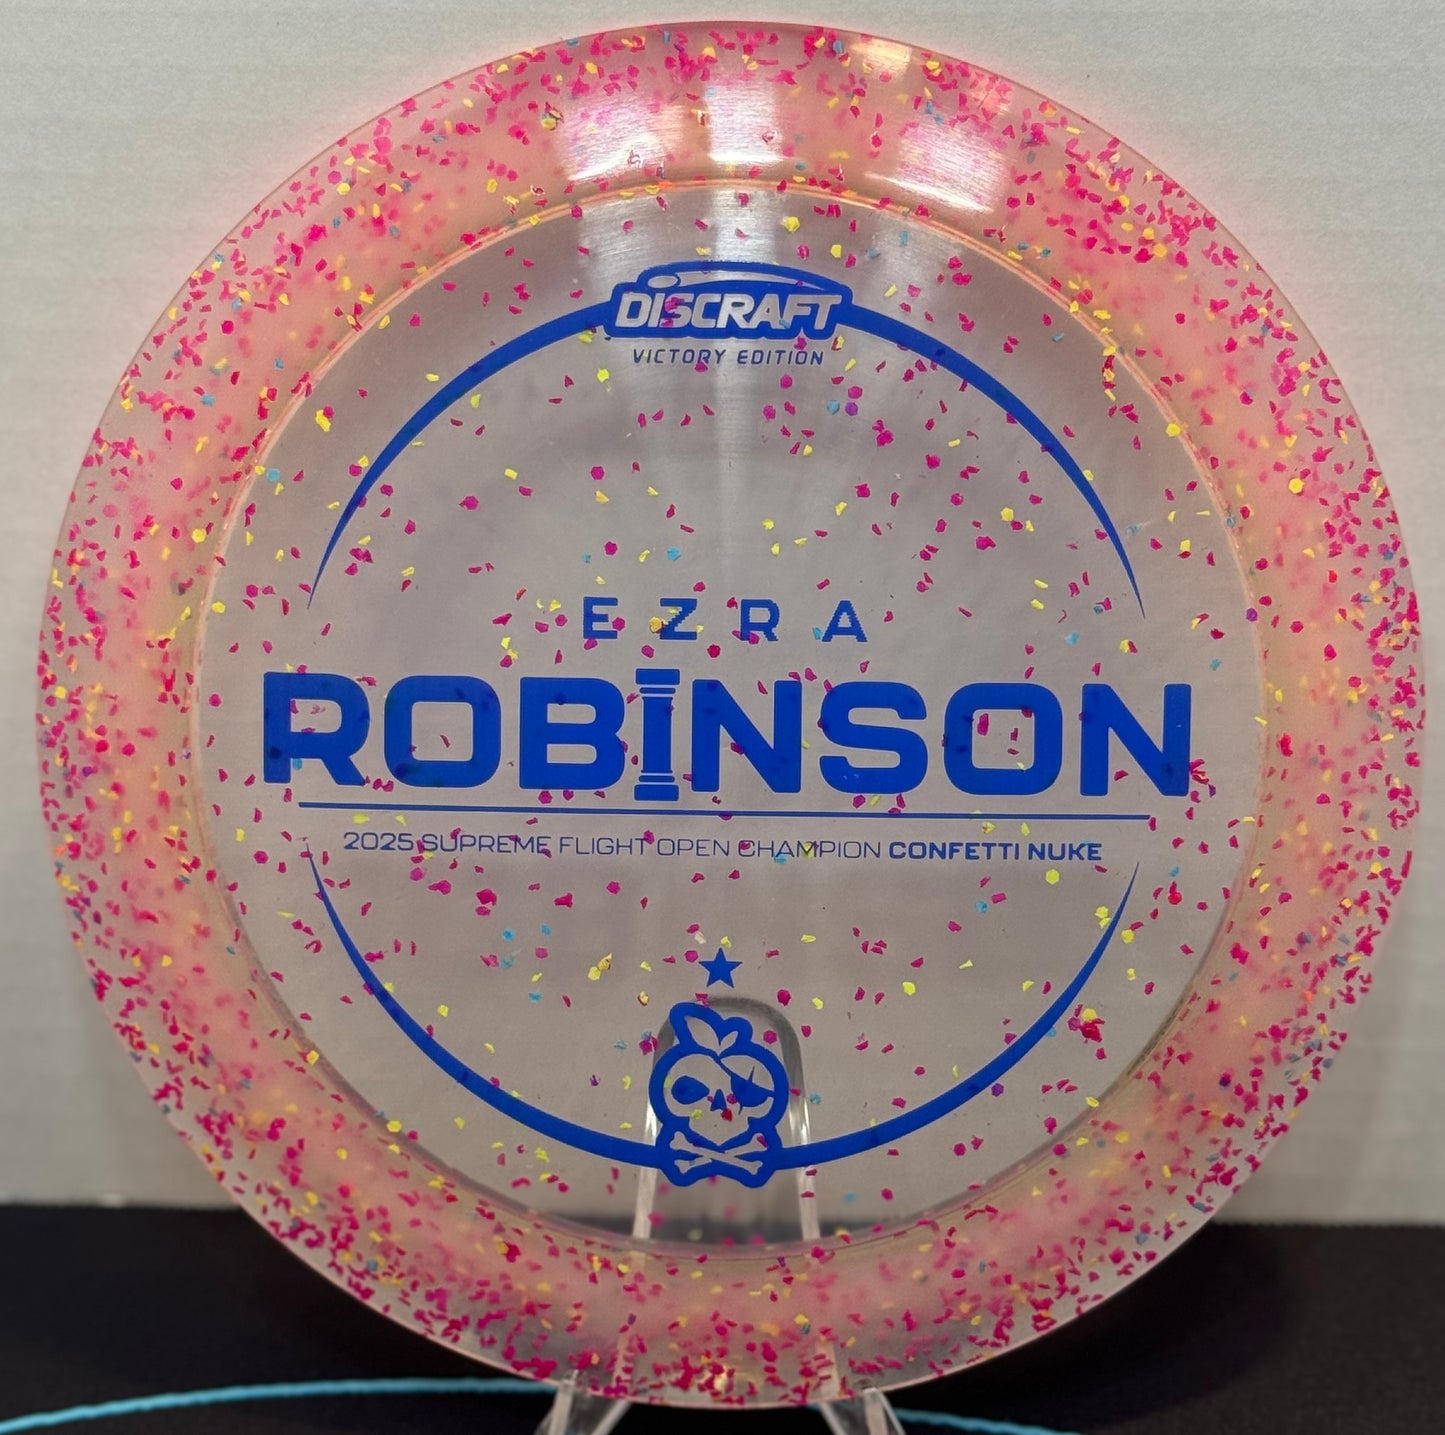 DISCRAFT
VICTORY EDITION
EZRA
ROBINSON
2025 SUPREME FLIGHT OPEN CHAMPION CONFETTI NUKE